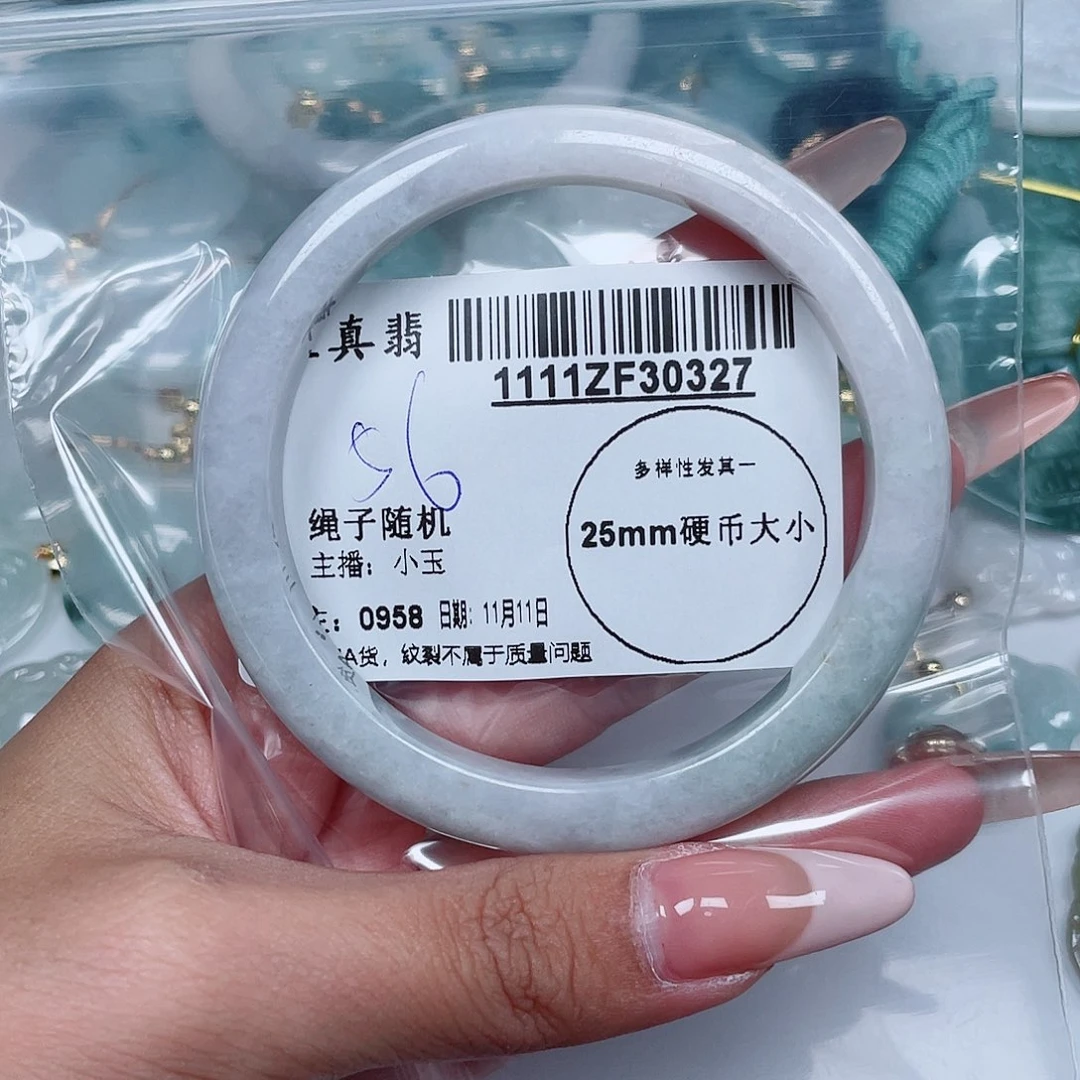 真翡
1111ZF30327
56
多样性发其一
25mm硬币大小
绳子随机
主播：小玉
：0958 日期：11月11日
A货，纹裂不属于质量问题